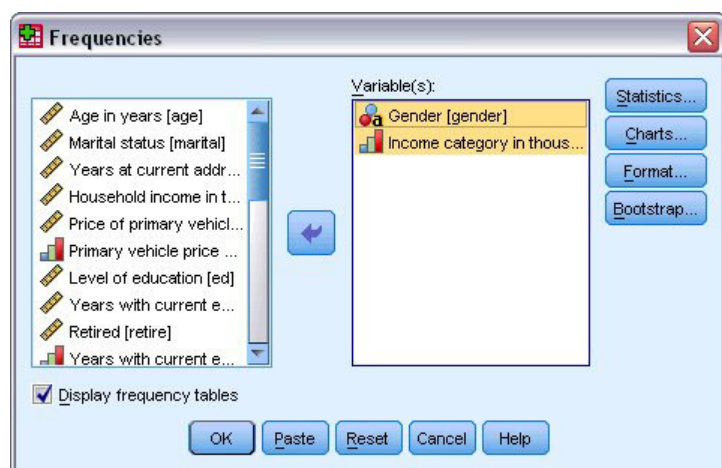 Frequencies
Age in years [age]
Marital status [marital]
Years at current addr...
Household income in t...
Price of primary vehicl...
Primary vehicle price ...
Level of education [ed]
Years with current e...
Retired [retire]
Years with current e...
Variable(s):
Gender [gender]
Income category in thous...
Statistics...
Charts...
Format...
Bootstrap...
Display frequency tables
OK
Paste
Reset
Cancel
Help